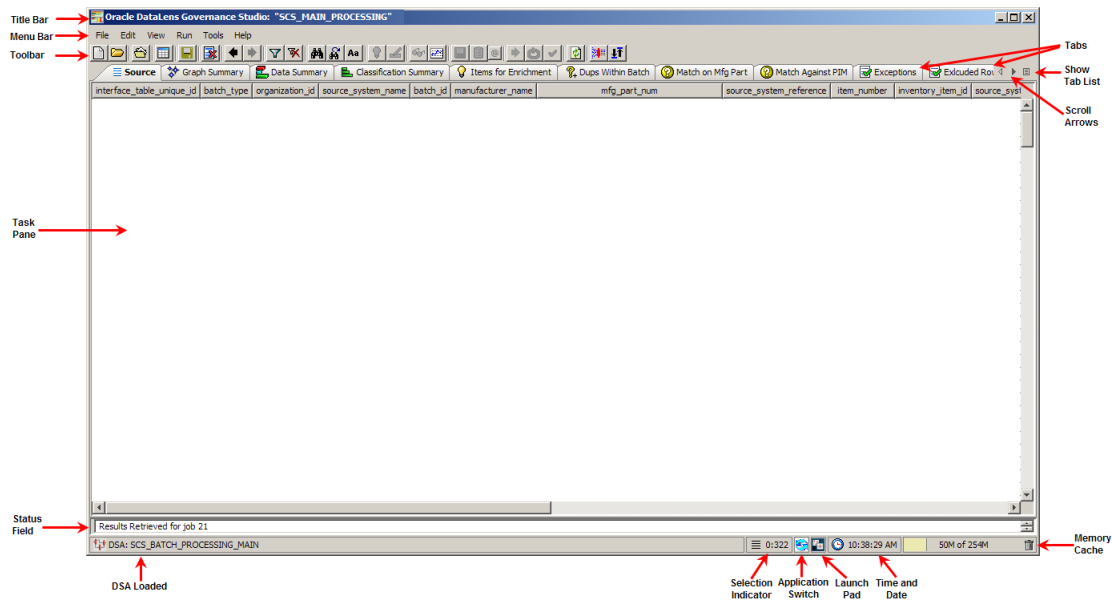 Title Bar
Oracle DataLens Governance Studio: "SCS_MAIN_PROCESSING"
Menu Bar
File Edit View Run Tools Help
Toolbar
Aa
Tabs
Source Graph Summary Data Summary Classification Summary Items for Enrichment Dups Within Batch Match on Mfg Part Match Against PIM Exceptions Exlcuded Rov
Show
Tab List
interface_table_unique_id batch_type organization_id source_system_name batch_id manufacturer_name mfg_part_num source_system_reference item_number inventory_item_id source_syst
Scroll
Arrows
Task
Pane
Status
Field
Results Retrieved for job 21
DSA: SCS_BATCH_PROCESSING_MAIN
0:322
10:38:29 AM
50M of 254M
Memory
Cache
DSA Loaded
Selection
Indicator
Application
Switch
Launch
Pad
Time and
Date